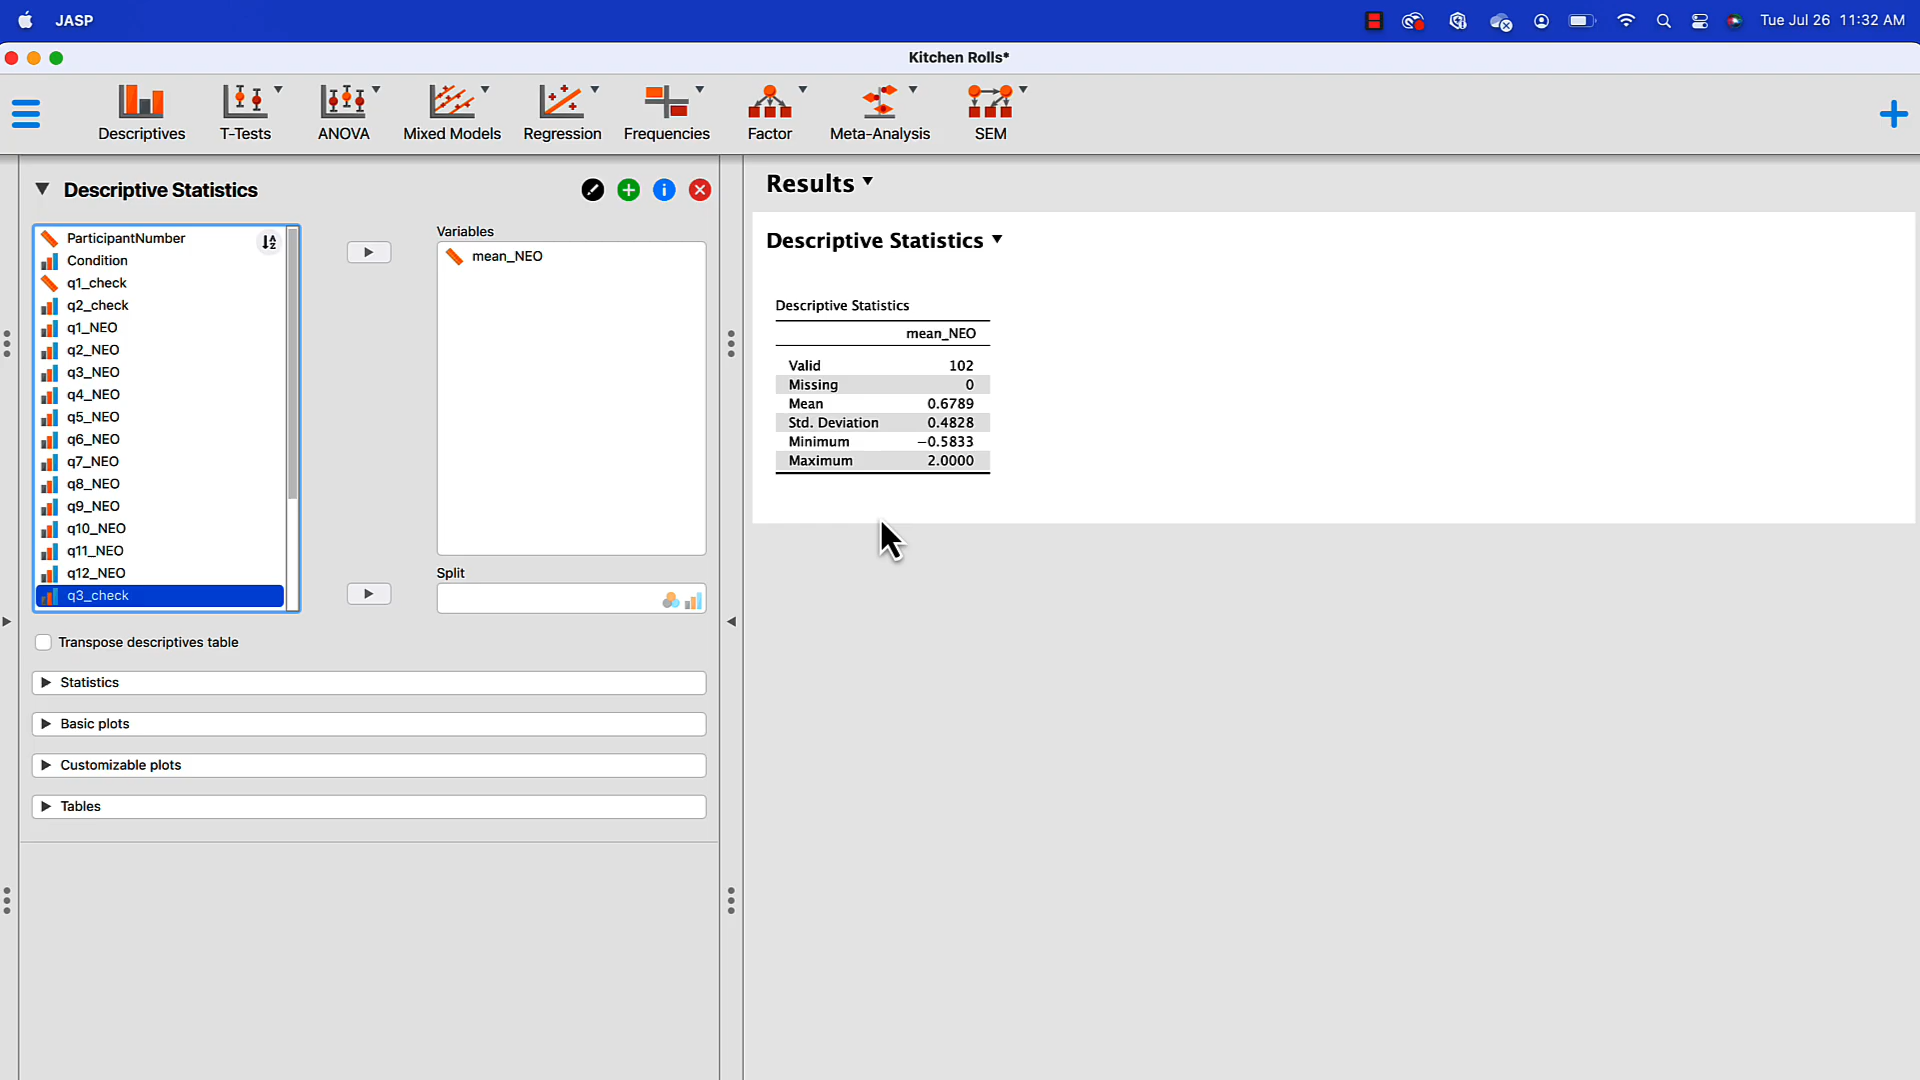 JASP
Tue Jul 26 11:32 AM
Kitchen Rolls*
Descriptives
T-Tests
ANOVA
Mixed Models
Regression
Frequencies
Factor
Meta-Analysis
SEM
Descriptive Statistics
ParticipantNumber
Condition
q1_check
q2_check
q1_NEO
q2_NEO
q3_NEO
q4_NEO
q5_NEO
q6_NEO
q7_NEO
q8_NEO
q9_NEO
q10_NEO
q11_NEO
q12_NEO
q3_check
Variables
mean_NEO
Split
Transpose descriptives table
Statistics
Basic plots
Customizable plots
Tables
Results
Descriptive Statistics
Descriptive Statistics
mean_NEO
Valid 102
Missing 0
Mean 0.6789
Std. Deviation 0.4828
Minimum −0.5833
Maximum 2.0000